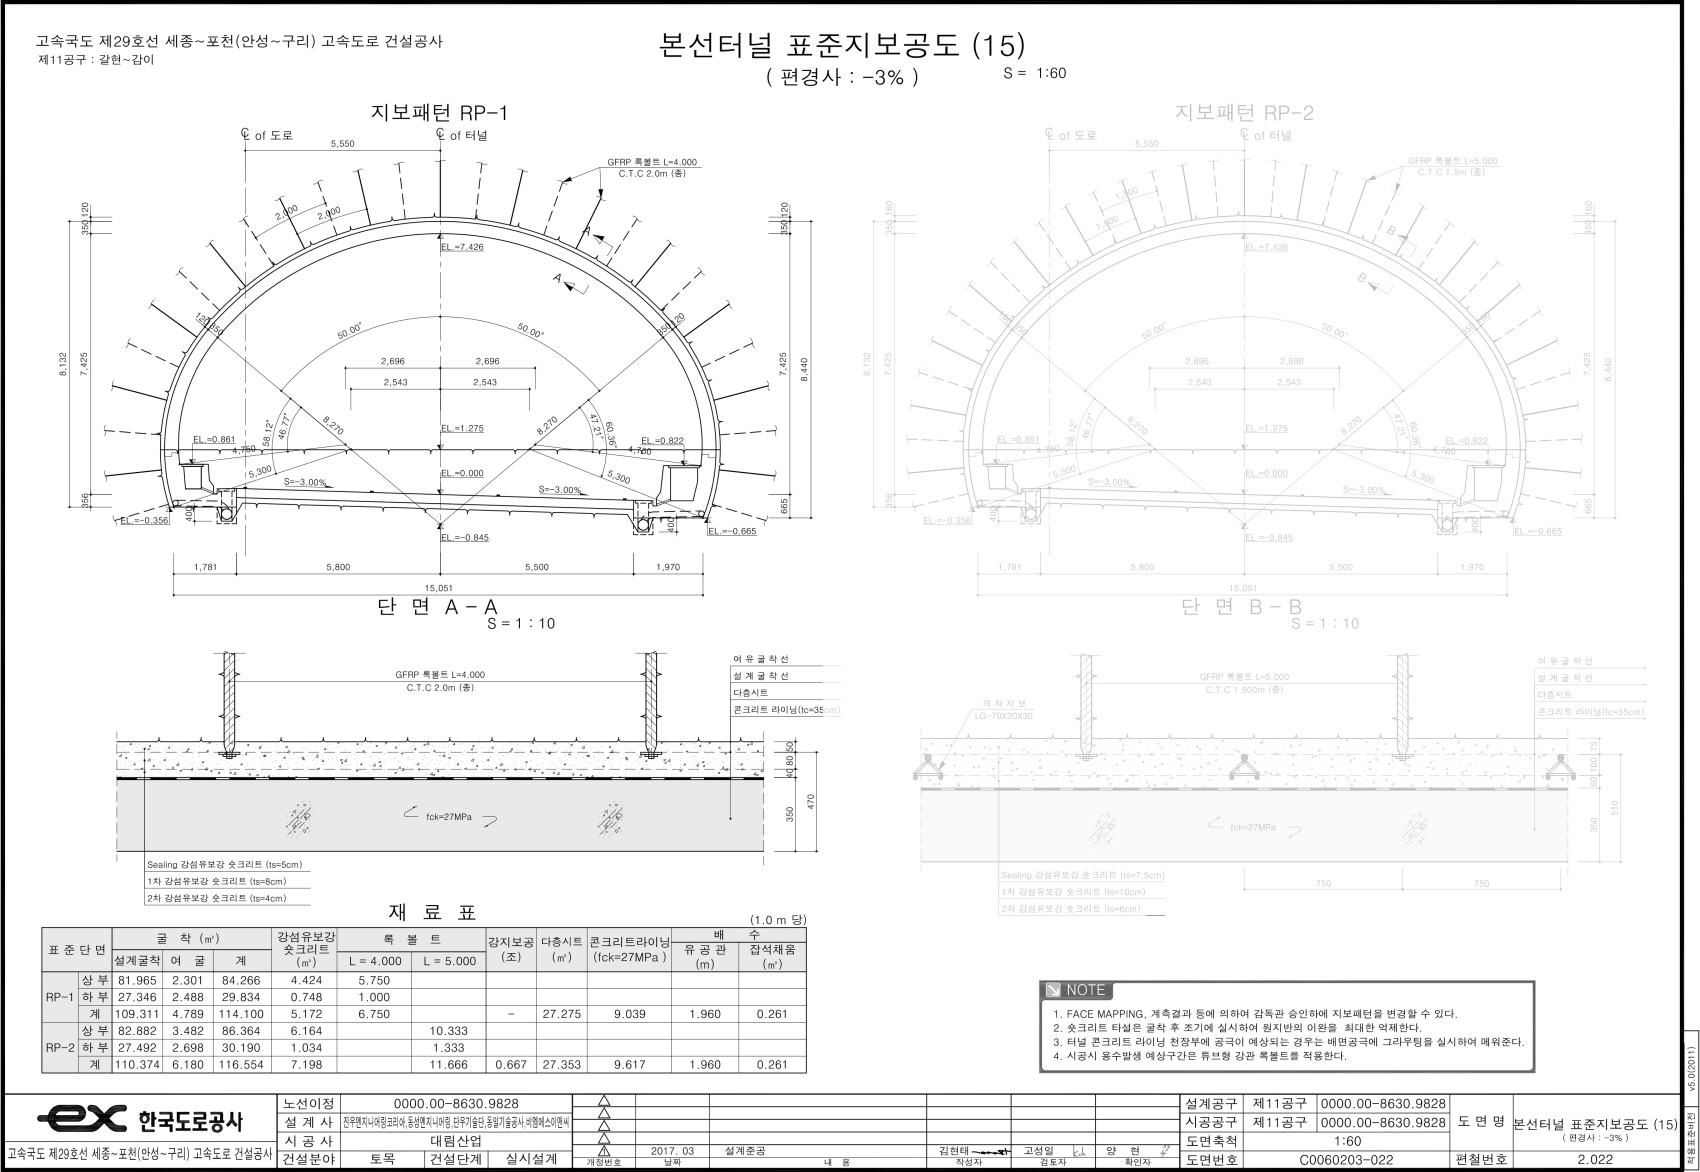 고속국도 제29호선 세종~포천(안성~구리) 고속도로 건설공사
제11공구 : 갈현~감이
본선터널 표준지보공도 (15)
( 편경사 : -3% )
S = 1:60
지보패턴 RP-1
℄ of 도로
℄ of 터널
5,550
GFRP 록볼트 L=4.000
C.T.C 2.0m (종)
2,000
2,000
120
350
8,132
7,425
356
120
350
7,425
8,440
665
EL.=7.426
A
A
120
350
350
120
50.00°
50.00°
2,696
2,696
2,543
2,543
58.12°
46.77°
8,270
8,270
47.21°
60.36°
EL.=1.275
EL.=0.861
EL.=0.822
4,750
4,750
5,300
5,300
EL.=0.000
S=-3.00%
S=-3.00%
400
400
EL.=-0.356
EL.=-0.665
EL.=-0.845
1,781
5,800
5,500
1,970
15,051
단 면 A - A
S = 1 : 10
GFRP 록볼트 L=4.000
C.T.C 2.0m (종)
여 유 굴 착 선
설 계 굴 착 선
다층시트
콘크리트 라이닝(tc=35cm)
50
80
40
350
470
fck=27MPa
Sealing 강섬유보강 숏크리트 (ts=5cm)
1차 강섬유보강 숏크리트 (ts=8cm)
2차 강섬유보강 숏크리트 (ts=4cm)
지보패턴 RP-2
℄ of 도로
℄ of 터널
5,550
GFRP 록볼트 L=5.000
C.T.C 1.5m (종)
1,500
1,500
160
350
8,132
7,425
356
160
350
7,425
8,440
665
EL.=7.426
B
B
160
350
350
50.00°
50.00°
2,696
2,696
2,543
2,543
58.12°
46.77°
8,270
8,270
47.21°
60.36°
EL.=1.275
EL.=0.861
EL.=0.822
4,750
4,750
5,300
5,300
EL.=0.000
S=-3.00%
S=-3.00%
400
400
EL.=-0.356
EL.=-0.665
EL.=-0.845
1,781
5,800
5,500
1,970
15,051
단 면 B - B
S = 1 : 10
GFRP 록볼트 L=5.000
C.T.C 1.500m (종)
격 자 지 보
LG-70X20X30
여 유 굴 착 선
설 계 굴 착 선
다층시트
콘크리트 라이닝(tc=35cm)
75
100
60
350
510
fck=27MPa
Sealing 강섬유보강 숏크리트 (ts=7.5cm)
1차 강섬유보강 숏크리트 (ts=10cm)
2차 강섬유보강 숏크리트 (ts=6cm)
750
750
재 료 표
(1.0 m 당)
표 준 단 면 굴 착 (㎥) 강섬유보강 숏크리트 (㎥) 록 볼 트 강지보공 (조) 다층시트 (㎡) 콘크리트라이닝 (fck=27MPa ) 배 수
설계굴착 여 굴 계 L = 4.000 L = 5.000 유 공 관 (m) 잡석채움 (㎥)
RP-1 상 부 81.965 2.301 84.266 4.424 5.750
하 부 27.346 2.488 29.834 0.748 1.000
계 109.311 4.789 114.100 5.172 6.750 - 27.275 9.039 1.960 0.261
RP-2 상 부 82.882 3.482 86.364 6.164 10.333
하 부 27.492 2.698 30.190 1.034 1.333
계 110.374 6.180 116.554 7.198 11.666 0.667 27.353 9.617 1.960 0.261
NOTE
1. FACE MAPPING, 계측결과 등에 의하여 감독관 승인하에 지보패턴을 변경할 수 있다.
2. 숏크리트 타설은 굴착 후 조기에 실시하여 원지반의 이완을 최대한 억제한다.
3. 터널 콘크리트 라이닝 천장부에 공극이 예상되는 경우는 배면공극에 그라우팅을 실시하여 메워준다.
4. 시공시 용수발생 예상구간은 튜브형 강관 록볼트를 적용한다.
적용표준버전 v5.0(2011)
ex 한국도로공사
고속국도 제29호선 세종~포천(안성~구리) 고속도로 건설공사
노선이정 0000.00-8630.9828
설 계 사 진우엔지니어링코리아,동성엔지니어링,단우기술단,동일기술공사,비엠에스이앤씨
시 공 사 대림산업
건설분야 토목 건설단계 실시설계
1 2017. 03 설계준공 김현태 고성일 양 현
개정번호 날짜 내 용 작성자 검토자 확인자
설계공구 제11공구 0000.00-8630.9828
시공공구 제11공구 0000.00-8630.9828
도면축척 1:60
도면번호 C0060203-022
도 면 명 본선터널 표준지보공도 (15)
( 편경사 : -3% )
편철번호 2.022